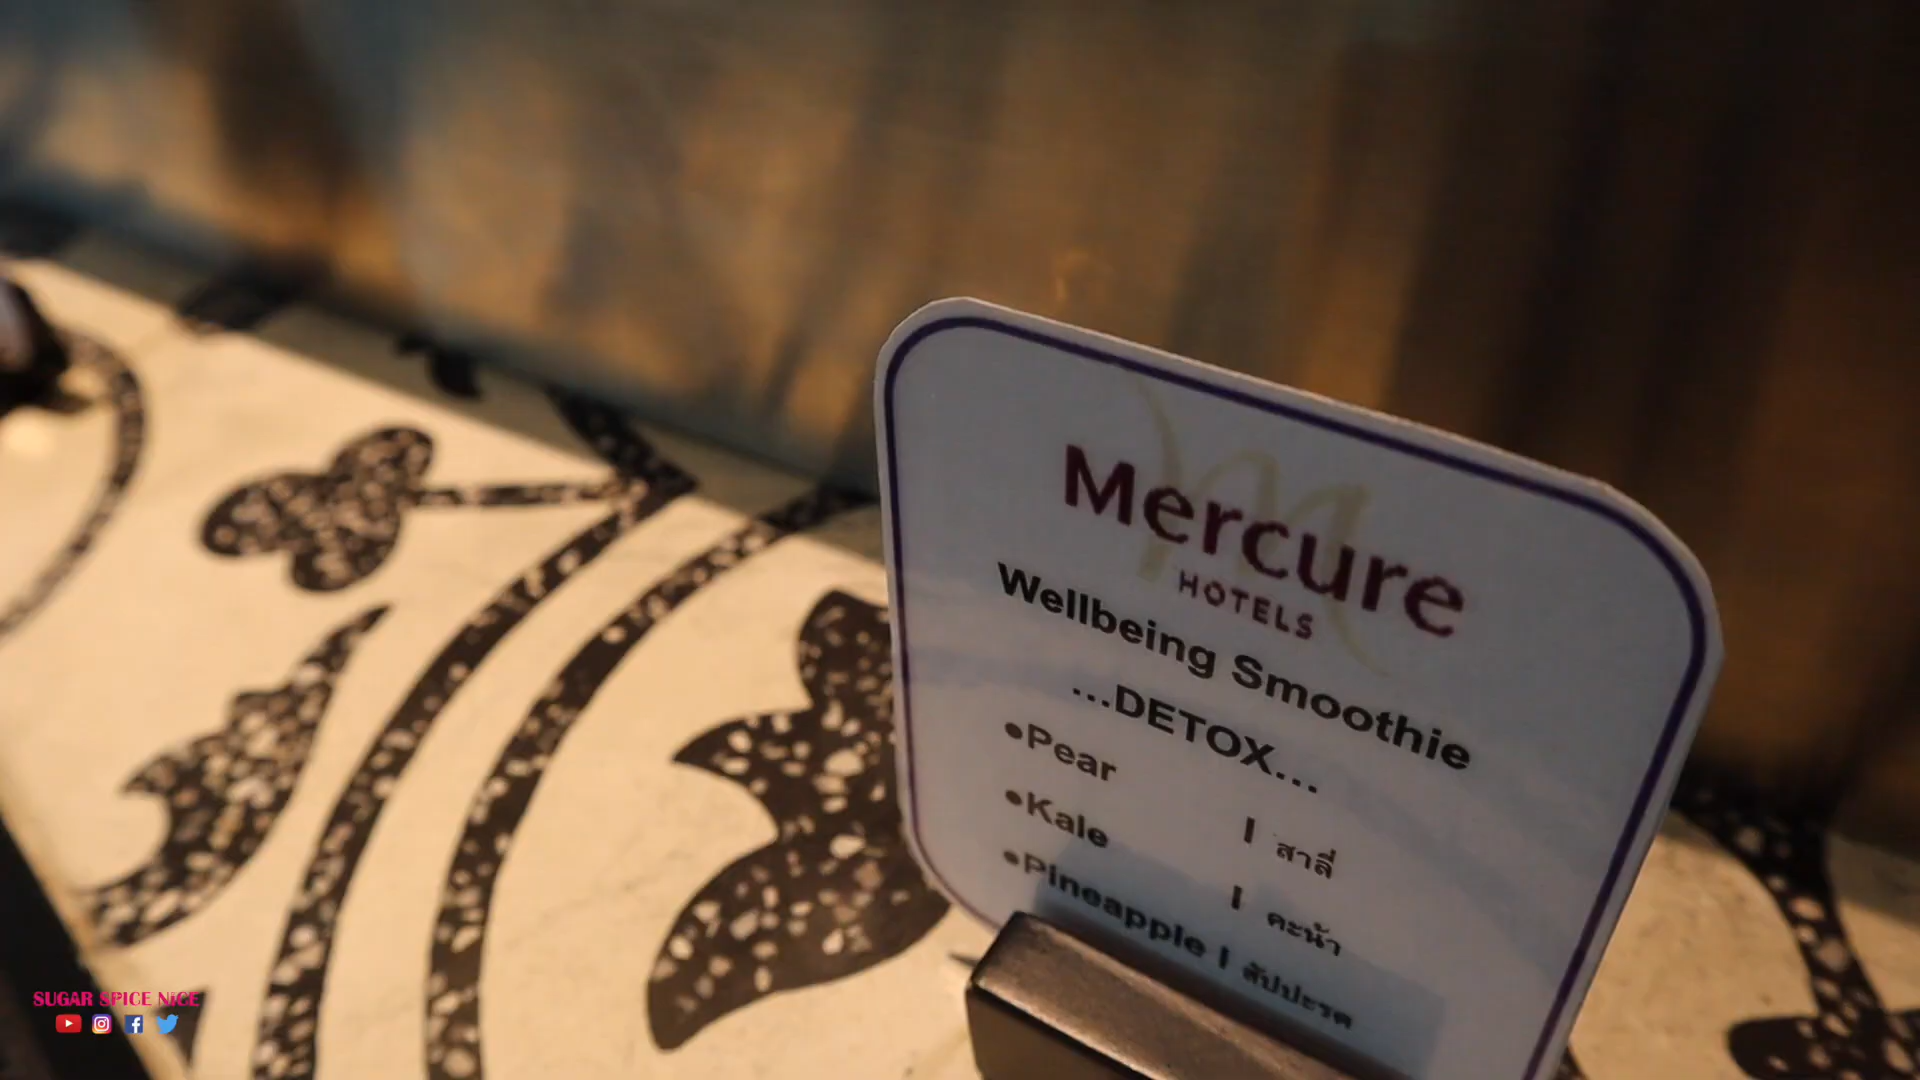 Mercure
HOTELS
Wellbeing Smoothie
...DETOX...
•Pear | สาลี่
•Kale | คะน้า
•Pineapple | สัปปะรด
SUGAR SPICE NiCE